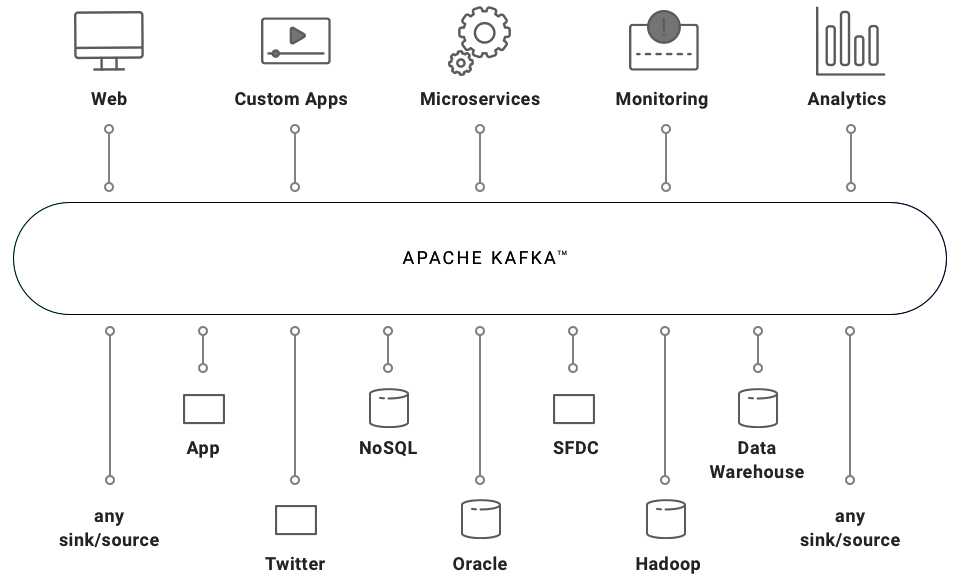 Web
Custom Apps
Microservices
Monitoring
Analytics
APACHE KAFKA™
App
NoSQL
SFDC
Data
Warehouse
any
sink/source
Twitter
Oracle
Hadoop
any
sink/source